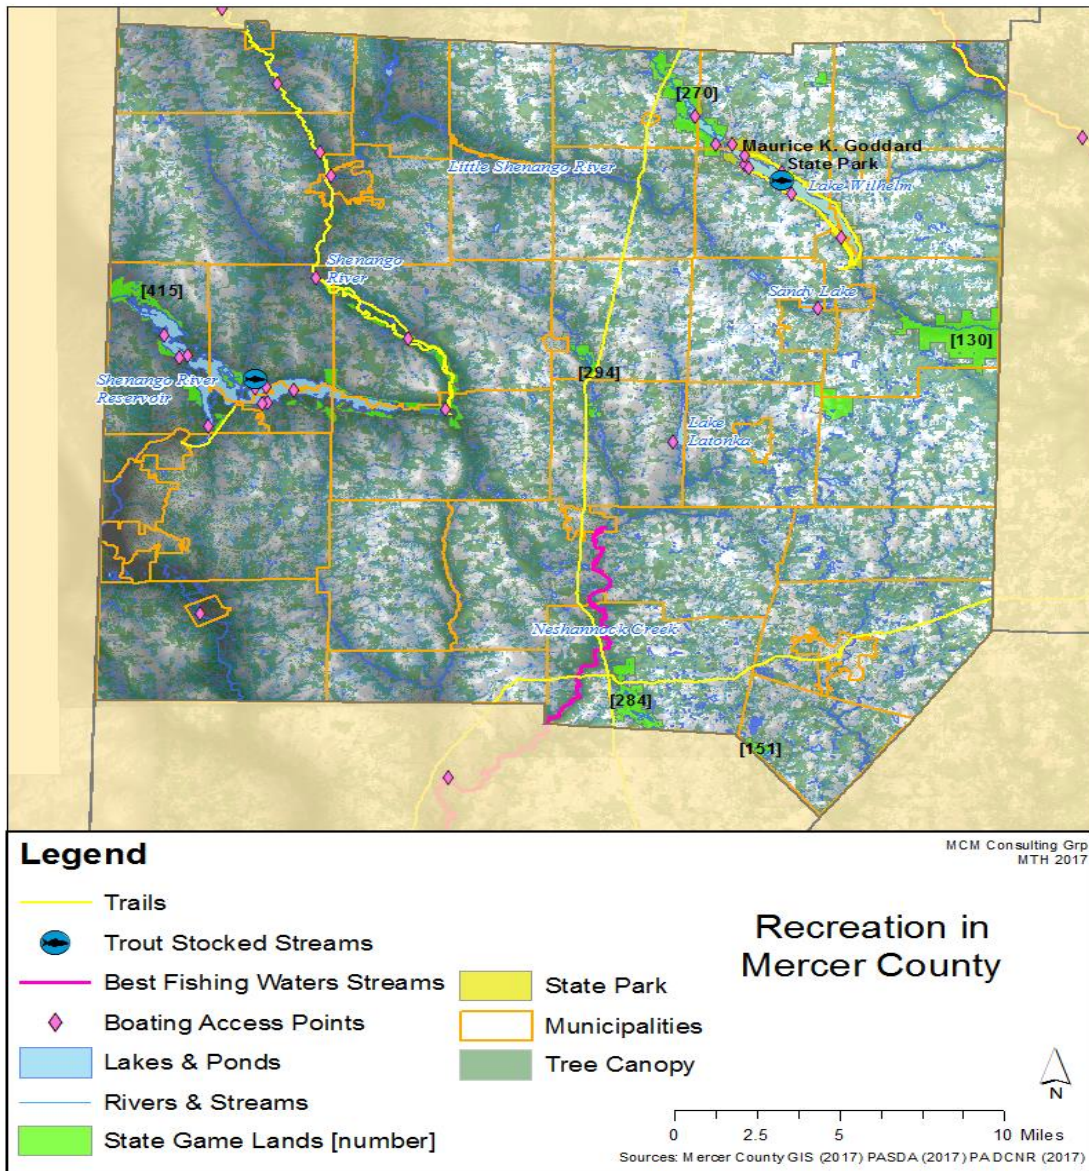 [270]
Maurice K. Goddard
State Park
Little Shenango River
Lake Wilhelm
Shenango
River
[415]
Sandy Lake
[130]
Shenango River
Reservoir
[294]
Lake
Latonka
Neshannock Creek
[284]
[151]
Legend
MCM Consulting Grp
MTH 2017
Trails
Trout Stocked Streams
Best Fishing Waters Streams
Boating Access Points
Lakes & Ponds
Rivers & Streams
State Game Lands [number]
State Park
Municipalities
Tree Canopy
Recreation in
Mercer County
N
0 2.5 5 10 Miles
Sources: Mercer County GIS (2017) PASDA (2017) PADCNR (2017)